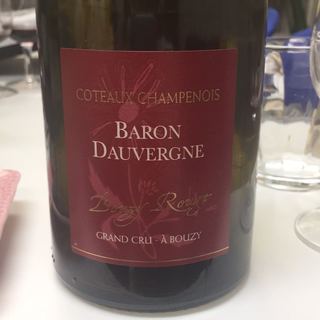 COTEAUX CHAMPENOIS
BARON
DAUVERGNE
Bouzy Rouge
GRAND CRU - À BOUZY